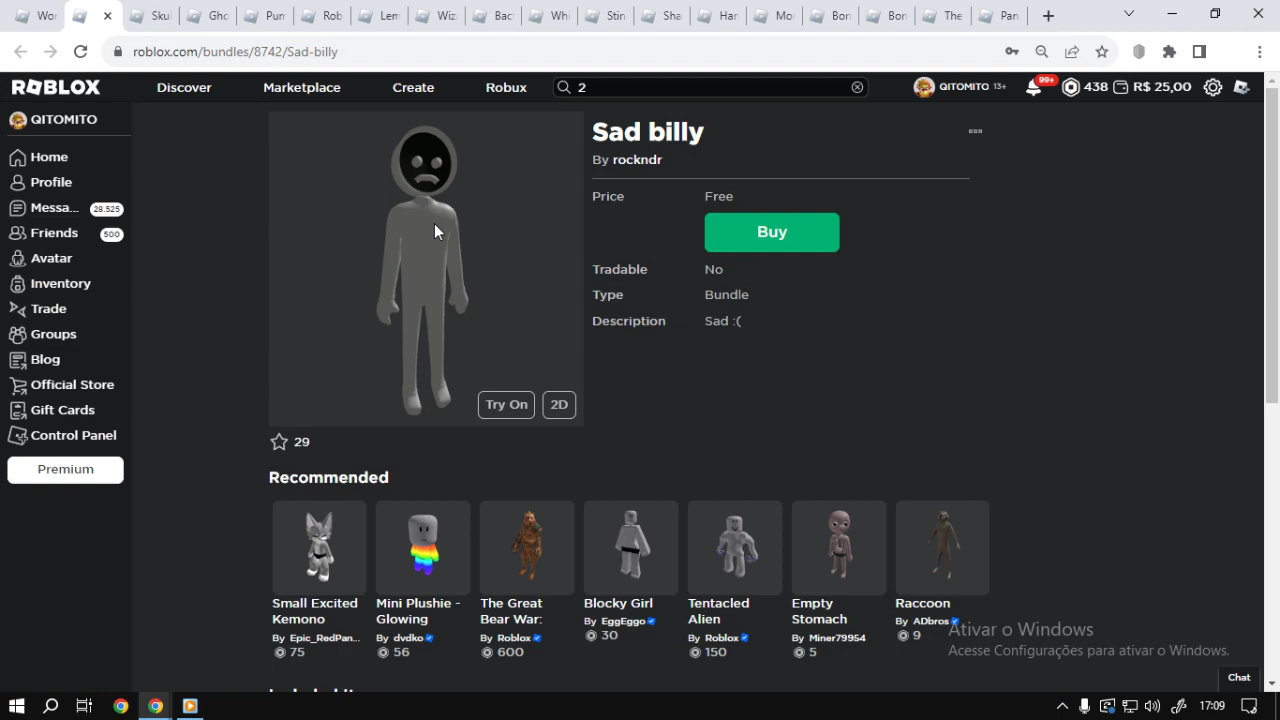 Wo
Sku
Gho
Pun
Rob
Len
Wiz
Bas
Whi
Stin
Sha
Har
Mo
Bon
Bon
The
Pan
roblox.com/bundles/8742/Sad-billy
ROBLOX
Discover
Marketplace
Create
Robux
2
QITOMITO 13+
99+
438
R$ 25,00
QITOMITO
Home
Profile
Messa... 28.525
Friends 500
Avatar
Inventory
Trade
Groups
Blog
Official Store
Gift Cards
Control Panel
Premium
Sad billy
By rockndr
Price Free
Buy
Tradable No
Type Bundle
Description Sad :(
Try On 2D
29
Recommended
Small Excited
Kemono
By Epic_RedPan...
75
Mini Plushie -
Glowing
By dvdko
56
The Great
Bear War:
By Roblox
600
Blocky Girl
By EggEggo
30
Tentacled
Alien
By Roblox
150
Empty
Stomach
By Miner79954
5
Raccoon
By ADbros
9
Ativar o Windows
Acesse Configurações para ativar o Windows.
Chat
17:09